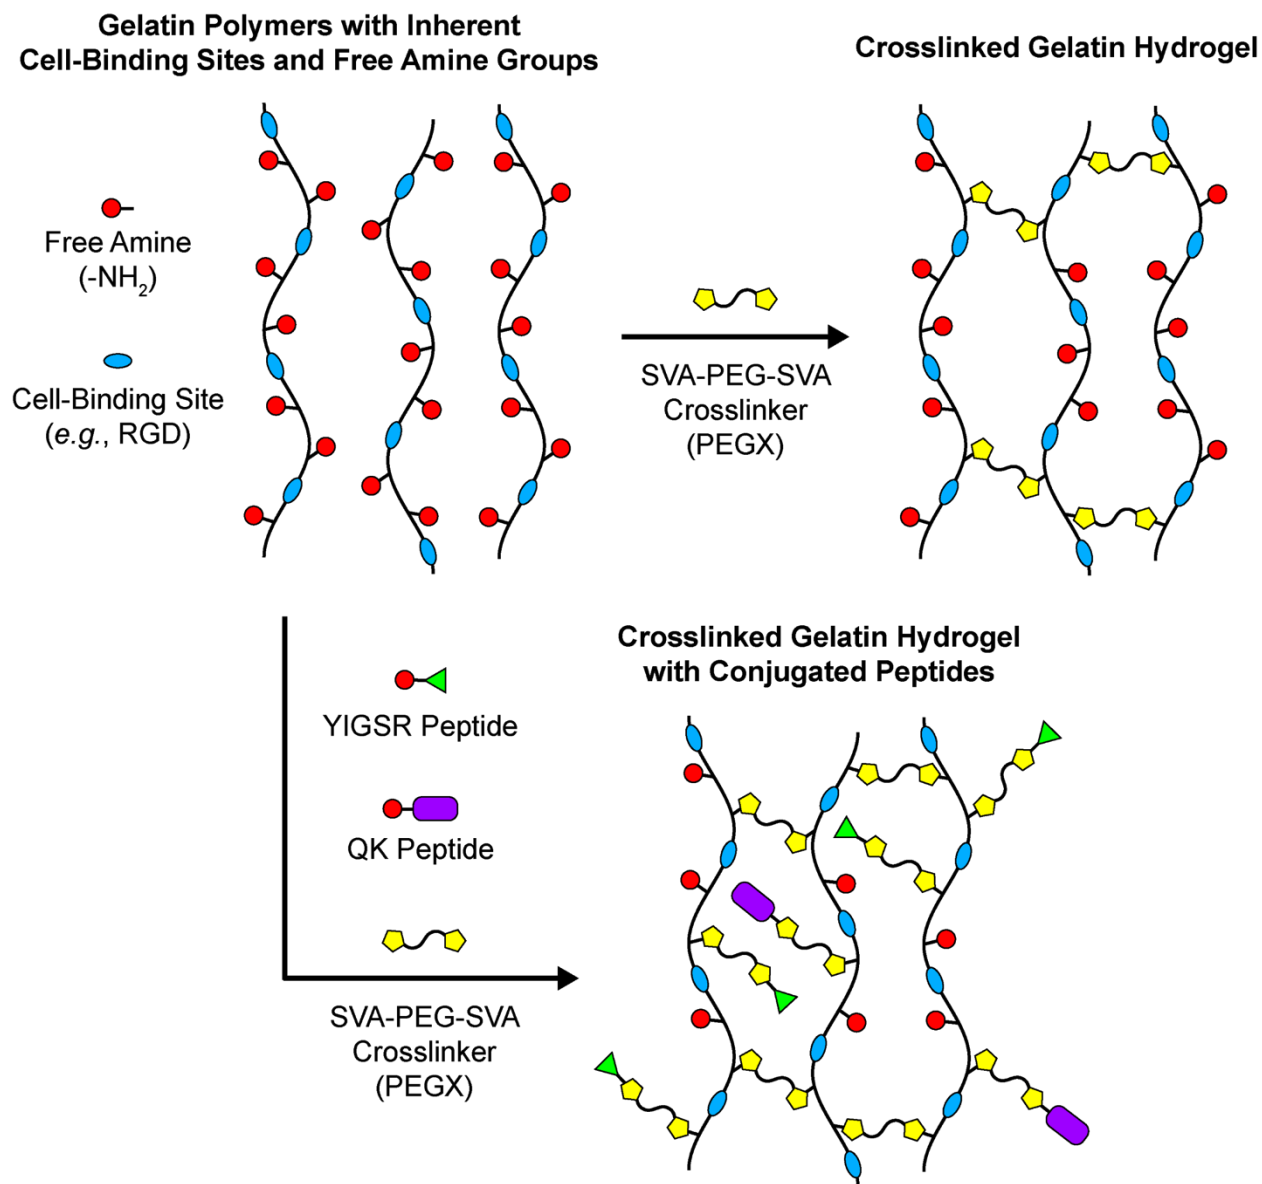 Gelatin Polymers with Inherent
Cell-Binding Sites and Free Amine Groups
Crosslinked Gelatin Hydrogel
Free Amine
(-NH₂)
Cell-Binding Site
(e.g., RGD)
SVA-PEG-SVA
Crosslinker
(PEGX)
Crosslinked Gelatin Hydrogel
with Conjugated Peptides
YIGSR Peptide
QK Peptide
SVA-PEG-SVA
Crosslinker
(PEGX)